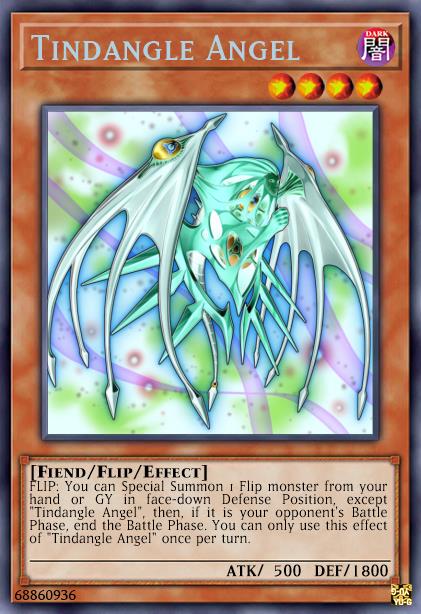 TINDANGLE ANGEL
DARK
闇
[FIEND/FLIP/EFFECT]
FLIP: You can Special Summon 1 Flip monster from your
hand or GY in face-down Defense Position, except
"Tindangle Angel", then, if it is your opponent's Battle
Phase, end the Battle Phase. You can only use this effect
of "Tindangle Angel" once per turn.
ATK/ 500 DEF/1800
68860936